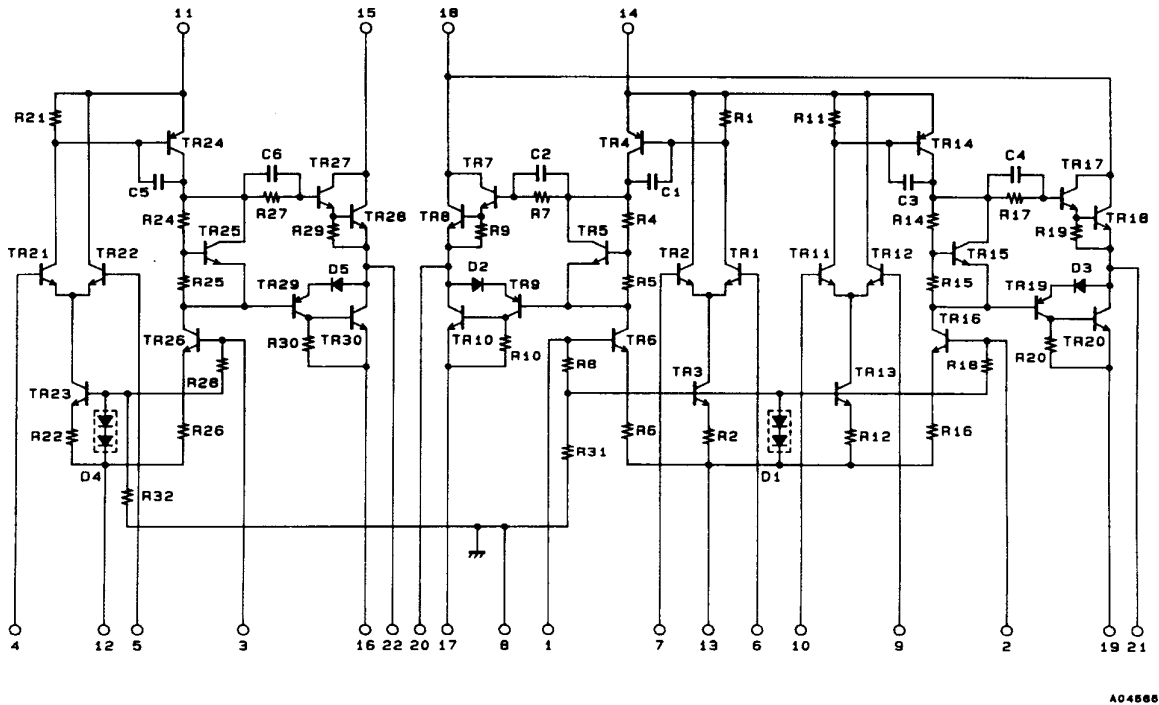 11 15 18 14
R21 R1 R11
TR24 TR4 TR14
C6 TR27 TR7 C2 C4 TR17
C5 C1 C3
R27 R7 R17
R24 TR28 TR8 R4 R14 TR18
R29 R9 R19
TR25 TR5 TR15
TR21 TR22 TR2 TR1 TR11 TR12
D5 D2 D3
R25 TR29 TR9 R5 R15 TR19
TR26 R30 TR30 TR10 R10 TR6 TR16 R20 TR20
R28 R8 R18
TR23 TR3 TR13
R22 R26 R6 R2 R12 R16
R31
D4 D1
R32
4 12 5 3 16 22 20 17 8 1 7 13 6 10 9 2 19 21
A04565